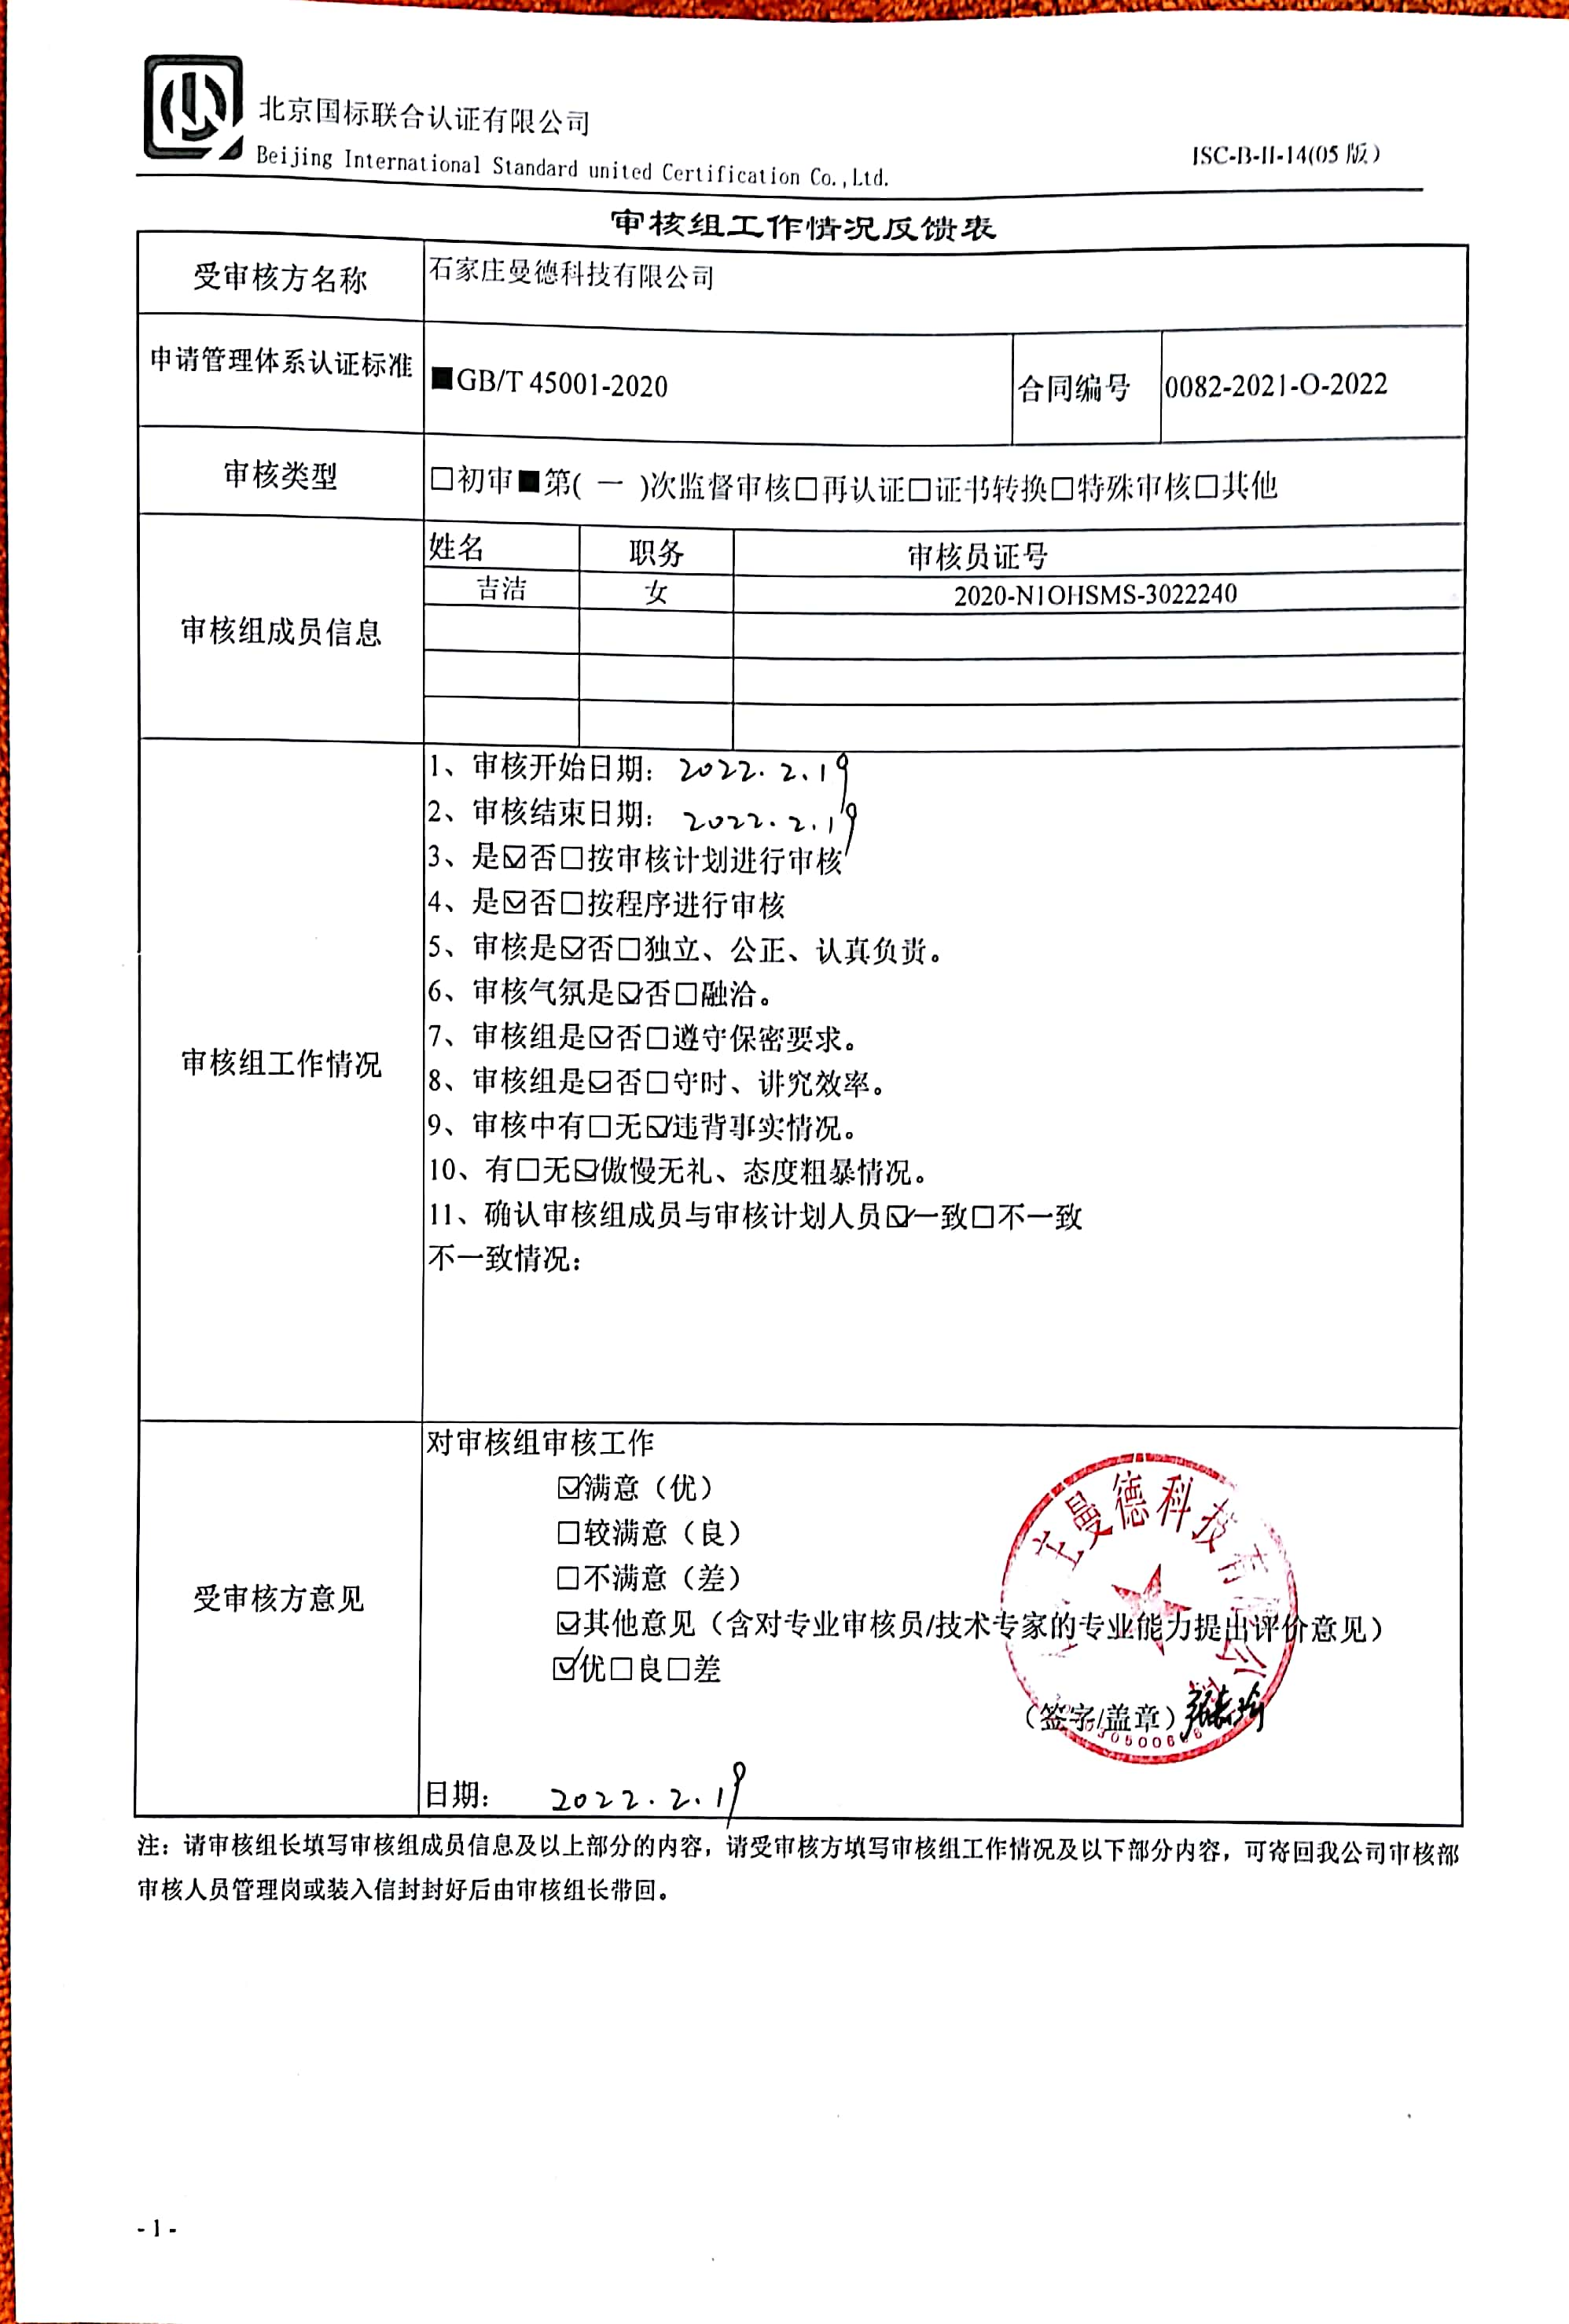 北京国标联合认证有限公司
Beijing International Standard united Certification Co.,Ltd.
ISC-B-II-14(05 版)
审核组工作情况反馈表
受审核方名称 石家庄曼德科技有限公司
申请管理体系认证标准 ■GB/T 45001-2020 合同编号 0082-2021-O-2022
审核类型 □初审■第( 一 )次监督审核□再认证□证书转换□特殊审核□其他
审核组成员信息
姓名 职务 审核员证号
吉洁 女 2020-N1OHSMS-3022240
审核组工作情况
1、审核开始日期： 2022.2.19
2、审核结束日期： 2022.2.19
3、是☑否□按审核计划进行审核
4、是☑否□按程序进行审核
5、审核是☑否□独立、公正、认真负责。
6、审核气氛是☑否□融洽。
7、审核组是☑否□遵守保密要求。
8、审核组是☑否□守时、讲究效率。
9、审核中有□无☑违背事实情况。
10、有□无☑傲慢无礼、态度粗暴情况。
11、确认审核组成员与审核计划人员☑一致□不一致
不一致情况：
受审核方意见
对审核组审核工作
☑满意（优）
□较满意（良）
□不满意（差）
☑其他意见（含对专业审核员/技术专家的专业能力提出评价意见）
☑优□良□差
庄曼德科技有限公
（签字/盖章）
日期： 2022.2.19
注：请审核组长填写审核组成员信息及以上部分的内容，请受审核方填写审核组工作情况及以下部分内容，可寄回我公司审核部
审核人员管理岗或装入信封封好后由审核组长带回。
- 1 -